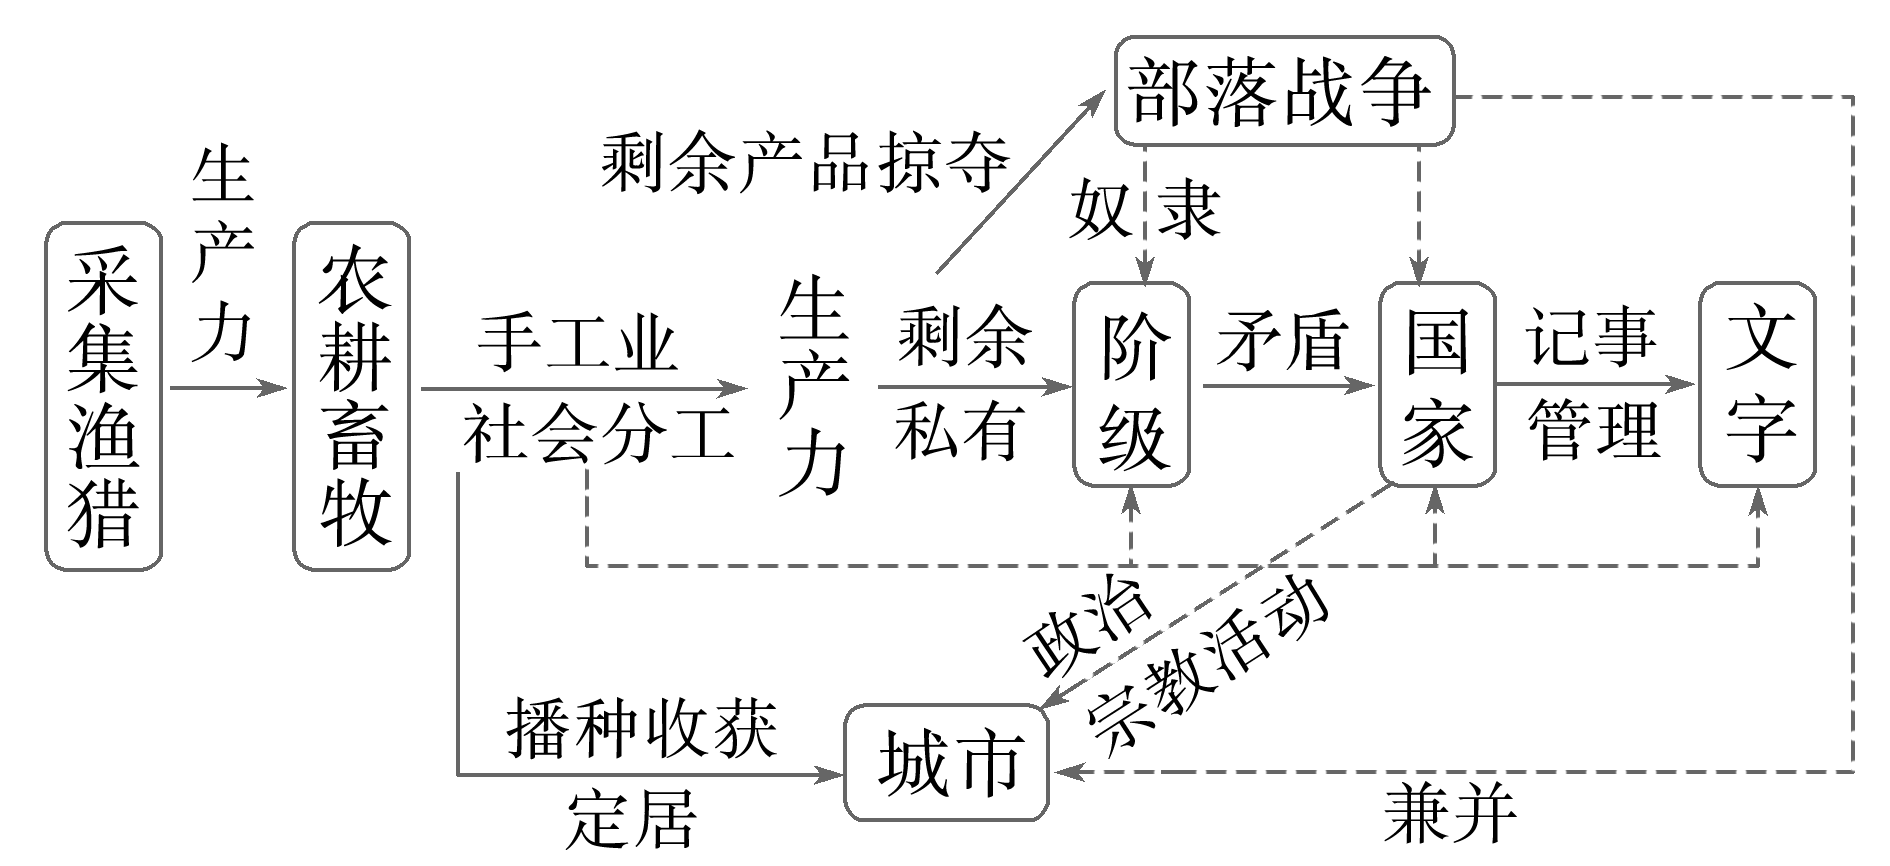 部落战争
剩余产品掠夺
奴隶
生产力
采集渔猎
农耕畜牧
手工业
社会分工
生产力
剩余
私有
阶级
矛盾
国家
记事
管理
文字
政治
宗教活动
播种收获
定居
城市
兼并